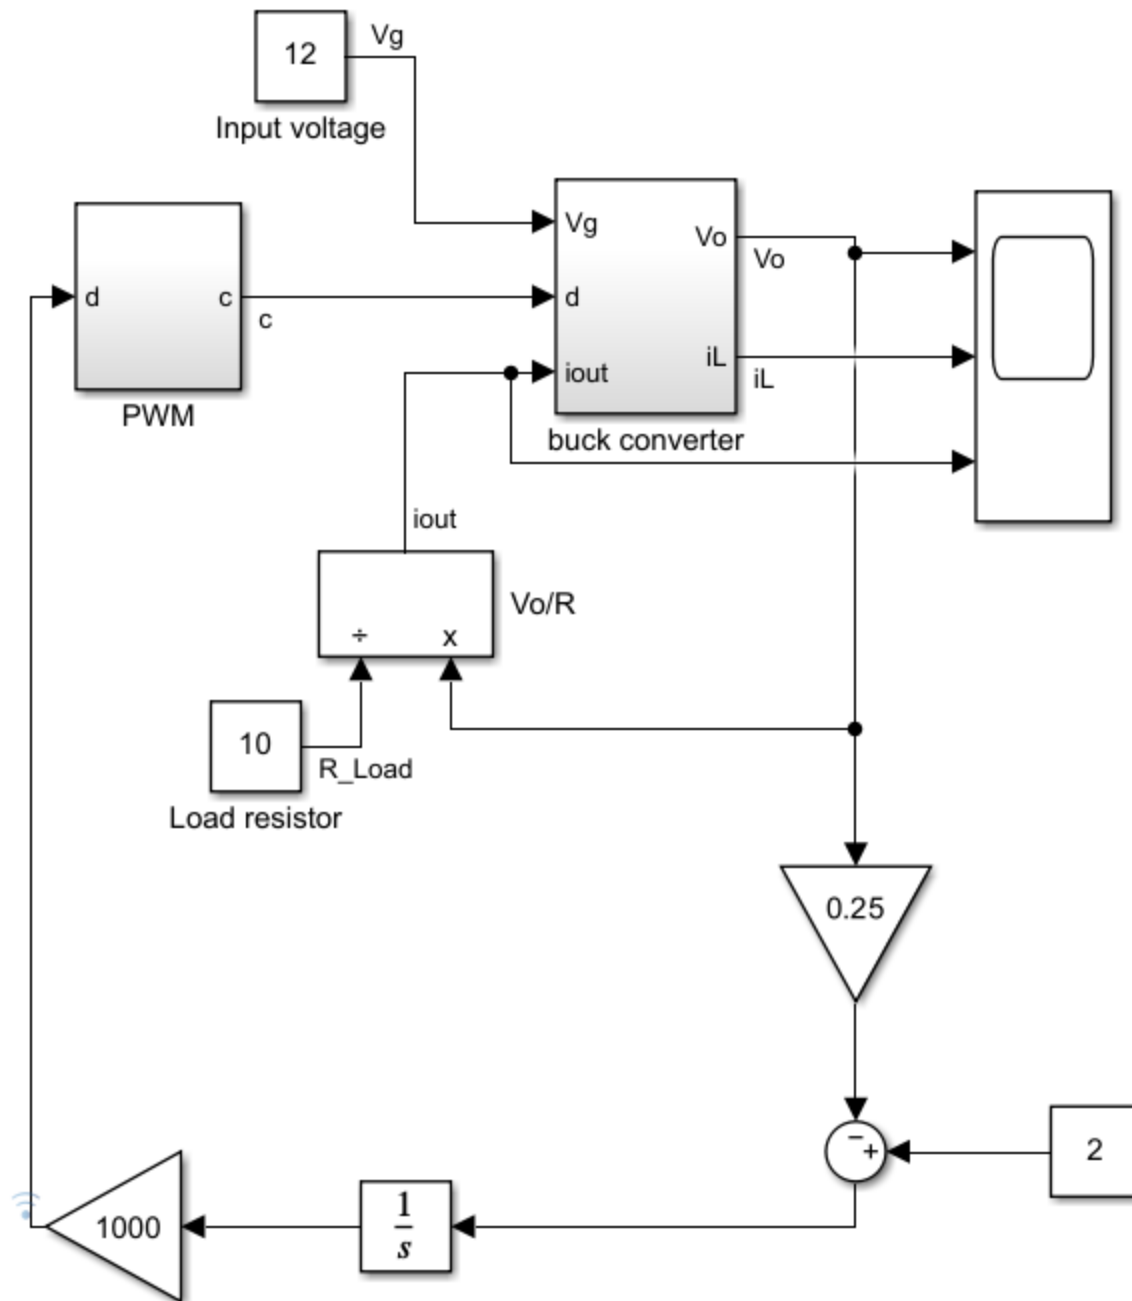 12
Vg
Input voltage
d
c
c
PWM
Vg
d
iout
Vo
iL
Vo
iL
buck converter
iout
÷
x
Vo/R
10
R_Load
Load resistor
0.25
−
+
2
1
s
1000